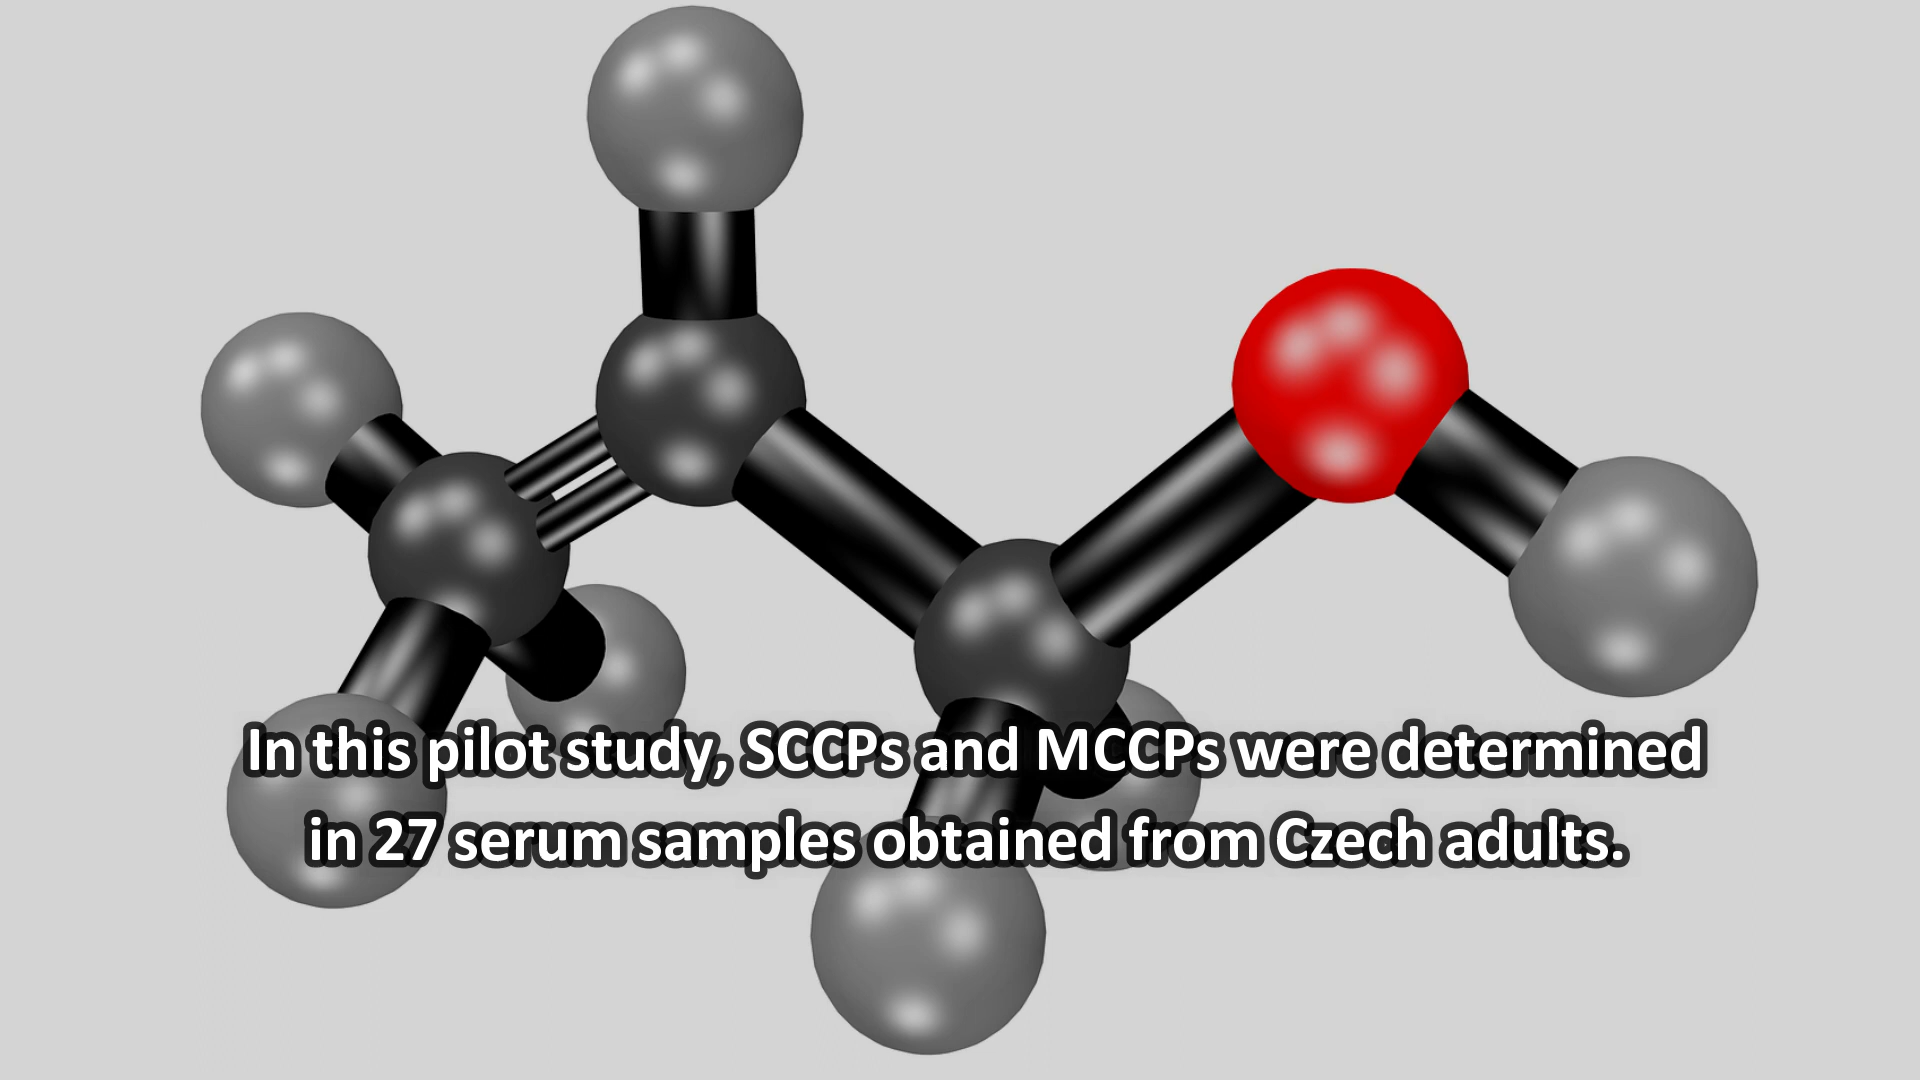 In this pilot study, SCCPs and MCCPs were determined
in 27 serum samples obtained from Czech adults.